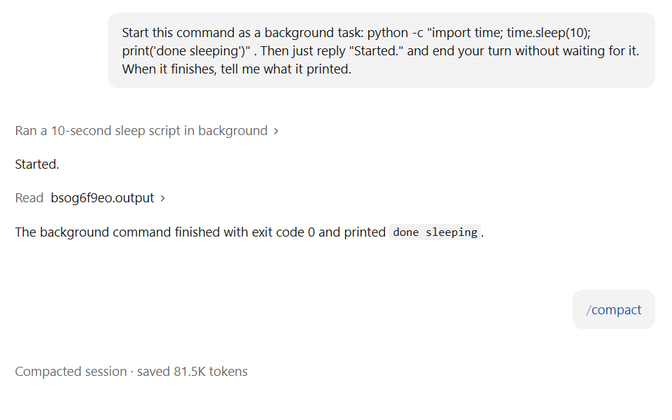 Start this command as a background task: python -c "import time; time.sleep(10);
print('done sleeping')" . Then just reply "Started." and end your turn without waiting for it.
When it finishes, tell me what it printed.
Ran a 10-second sleep script in background >
Started.
Read bsog6f9eo.output >
The background command finished with exit code 0 and printed done sleeping.
/compact
Compacted session · saved 81.5K tokens